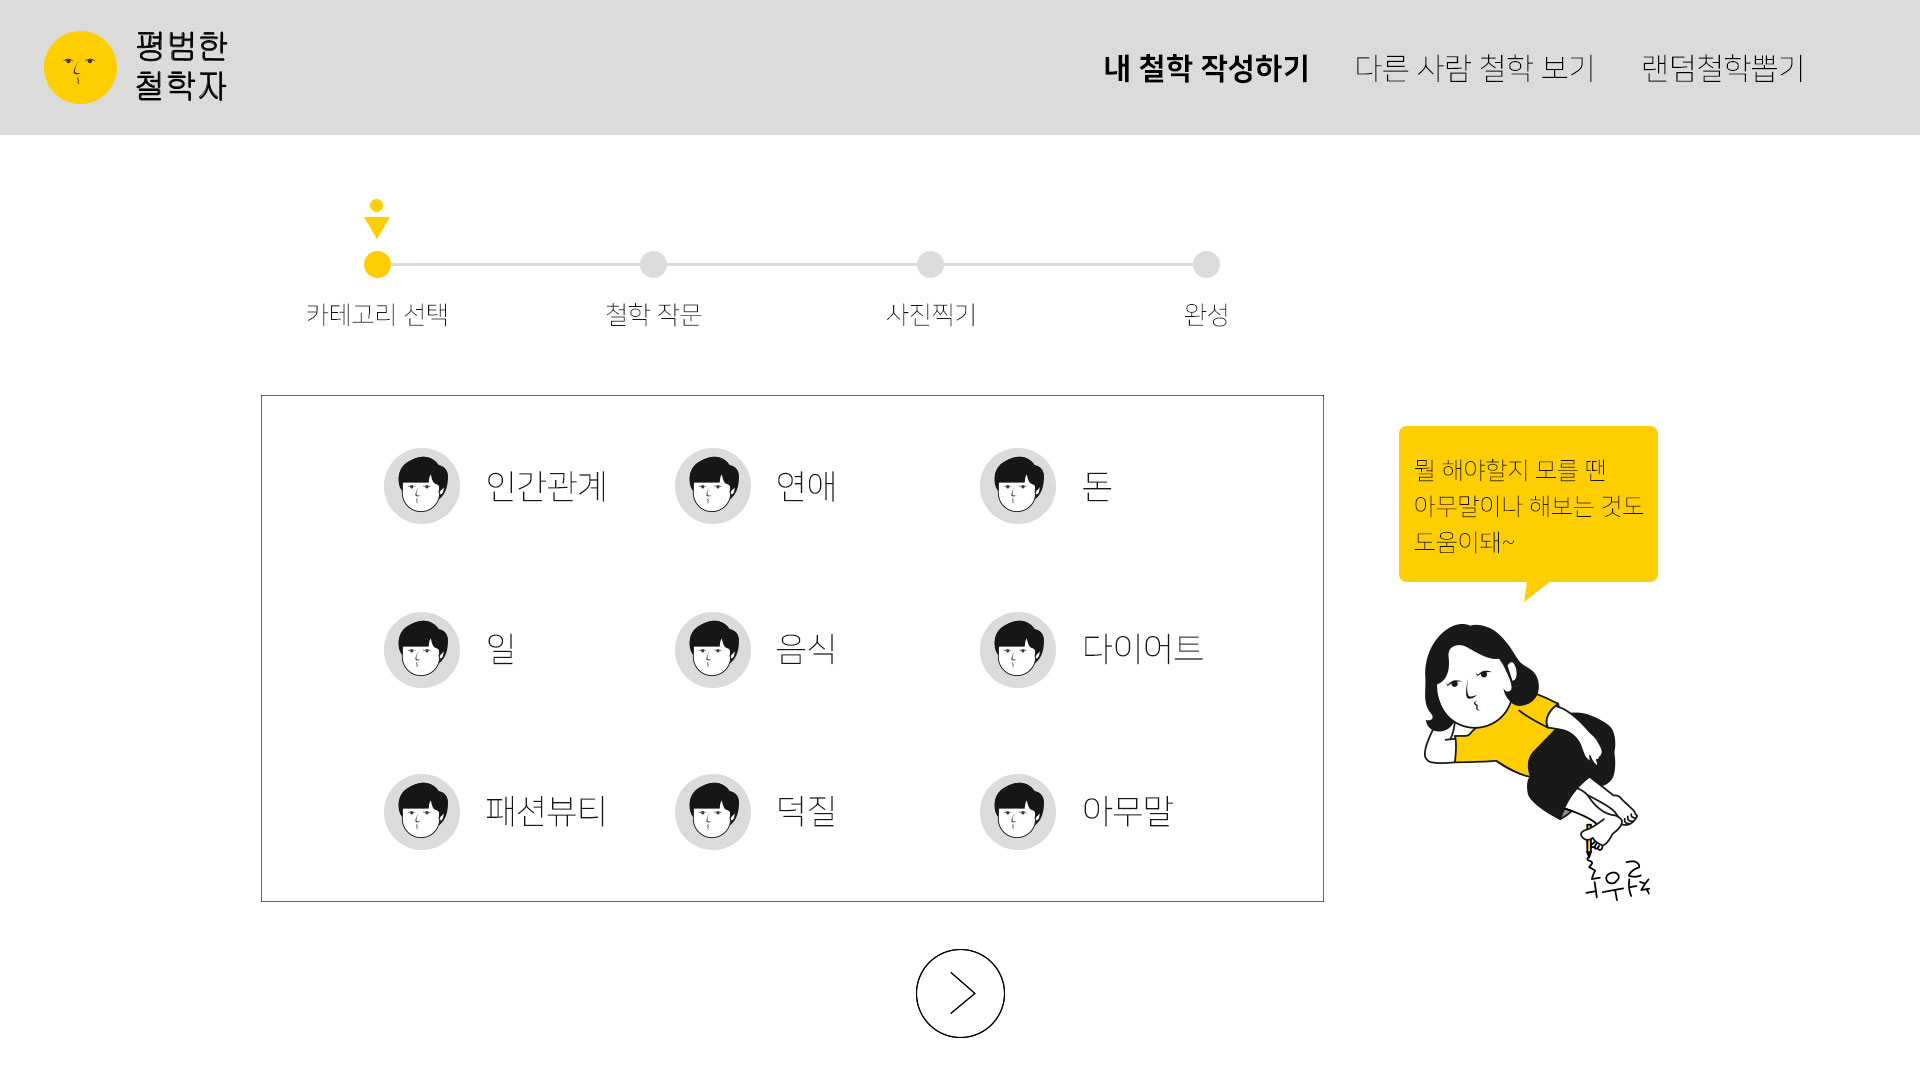 평범한
철학자
내 철학 작성하기 다른 사람 철학 보기 랜덤철학뽑기
카테고리 선택 철학 작문 사진찍기 완성
인간관계 연애 돈
뭘 해야할지 모를 땐
아무말이나 해보는 것도
도움이돼~
일 음식 다이어트
패션뷰티 덕질 아무말